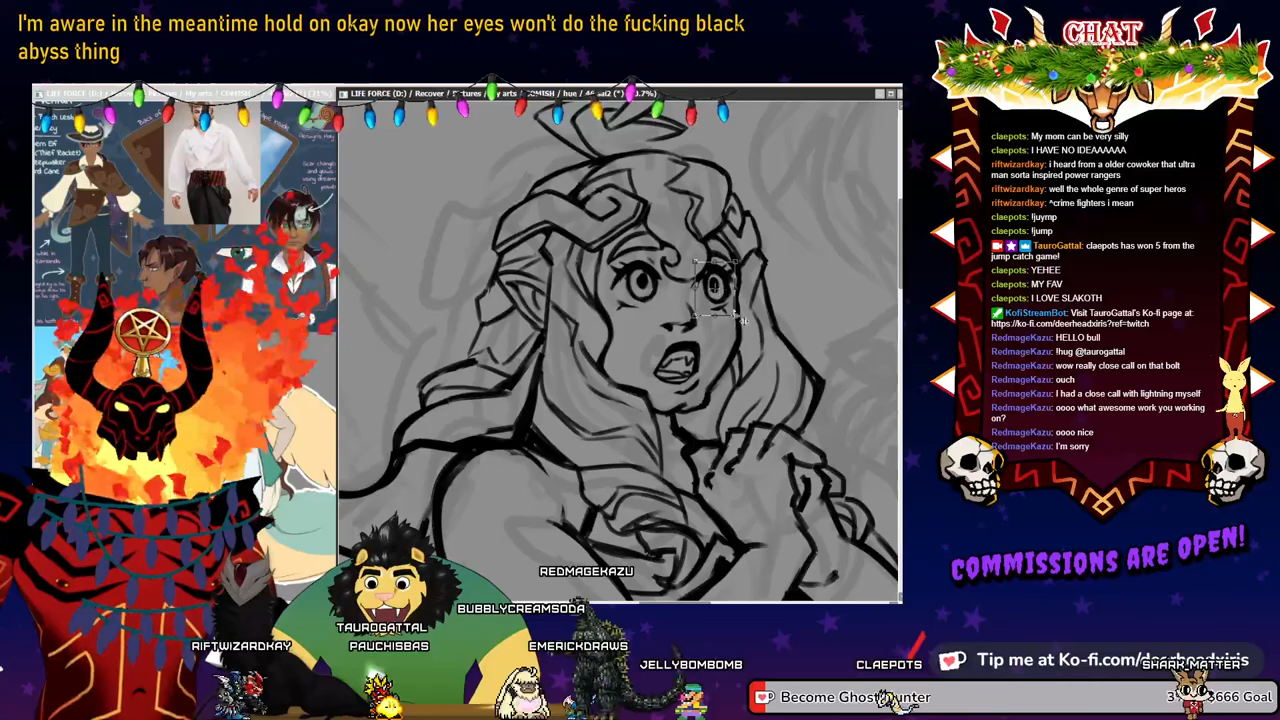 I'm aware in the meantime hold on okay now her eyes won't do the fucking black
abyss thing
CHAT
claepots: My mom can be very silly
claepots: I HAVE NO IDEAAAAAA
riftwizardkay: i heard from a older cowoker that ultra
man sorta inspired power rangers
riftwizardkay: well the whole genre of super heros
riftwizardkay: ^crime fighters i mean
claepots: !juymp
claepots: !jump
TauroGattal: claepots has won 5 from the
jump catch game!
claepots: YEHEE
claepots: MY FAV
claepots: I LOVE SLAKOTH
KofiStreamBot: Visit TauroGattal's Ko-fi page at:
https://ko-fi.com/deerheadxiris?ref=twitch
RedmageKazu: HELLO bull
RedmageKazu: !hug @taurogattal
RedmageKazu: wow really close call on that bolt
RedmageKazu: ouch
RedmageKazu: I had a close call with lightning myself
RedmageKazu: oooo what awesome work you working
on?
RedmageKazu: oooo nice
RedmageKazu: I'm sorry
COMMISSIONS ARE OPEN!
REDMAGEKAZU
BUBBLYCREAMSODA
TAUROGATTAL
RIFTWIZARDKAY
PAUCHISBAS
EMERICKDRAWS
JELLYBOMBOMB
CLAEPOTS
SHARK_MATTER
Tip me at Ko-fi.com/deerheadxiris
Become Ghost Hunter
$666 Goal